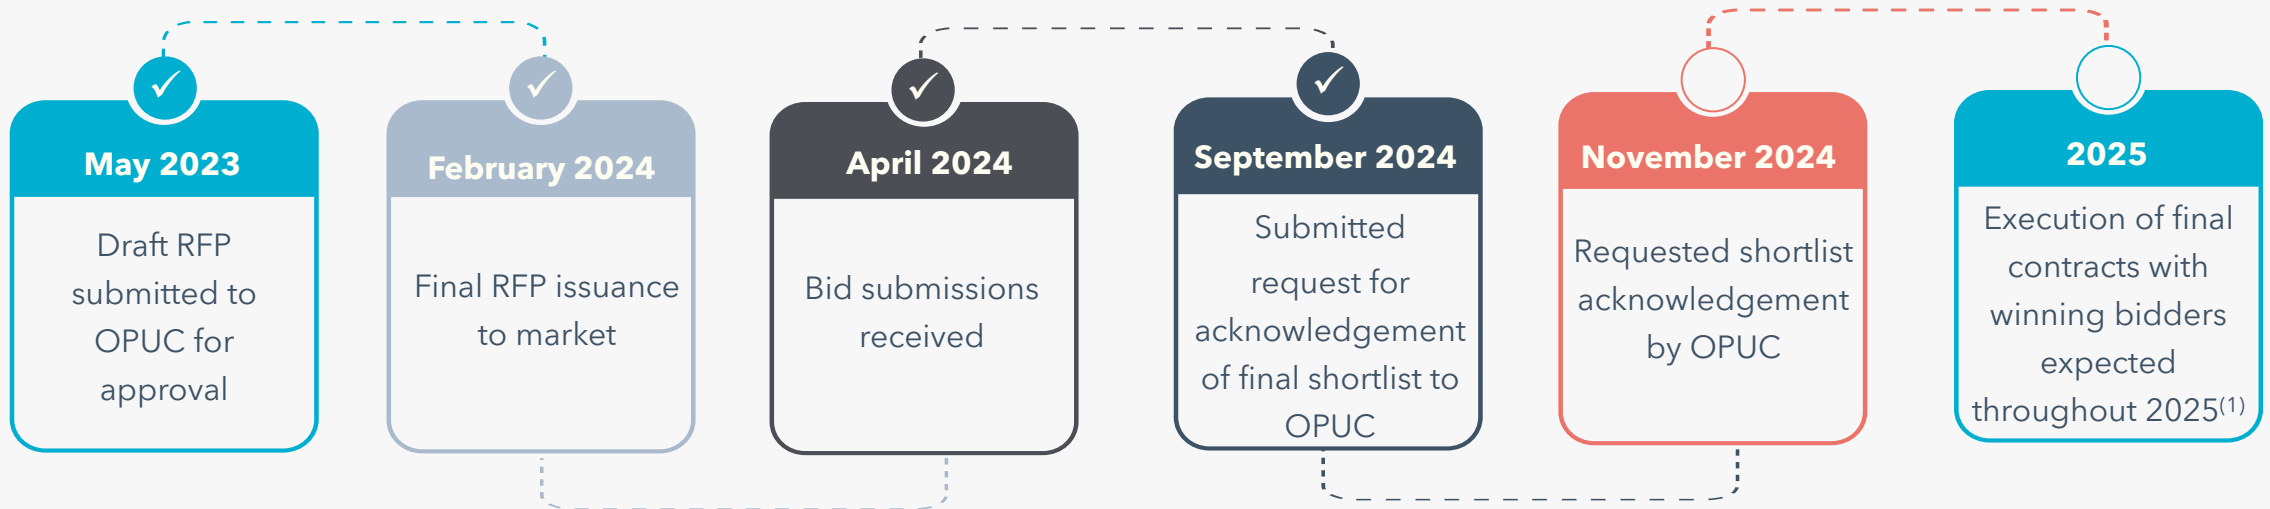 May 2023
Draft RFP
submitted to
OPUC for
approval
February 2024
Final RFP issuance
to market
April 2024
Bid submissions
received
September 2024
Submitted
request for
acknowledgement
of final shortlist to
OPUC
November 2024
Requested shortlist
acknowledgement
by OPUC
2025
Execution of final
contracts with
winning bidders
expected
throughout 2025(1)